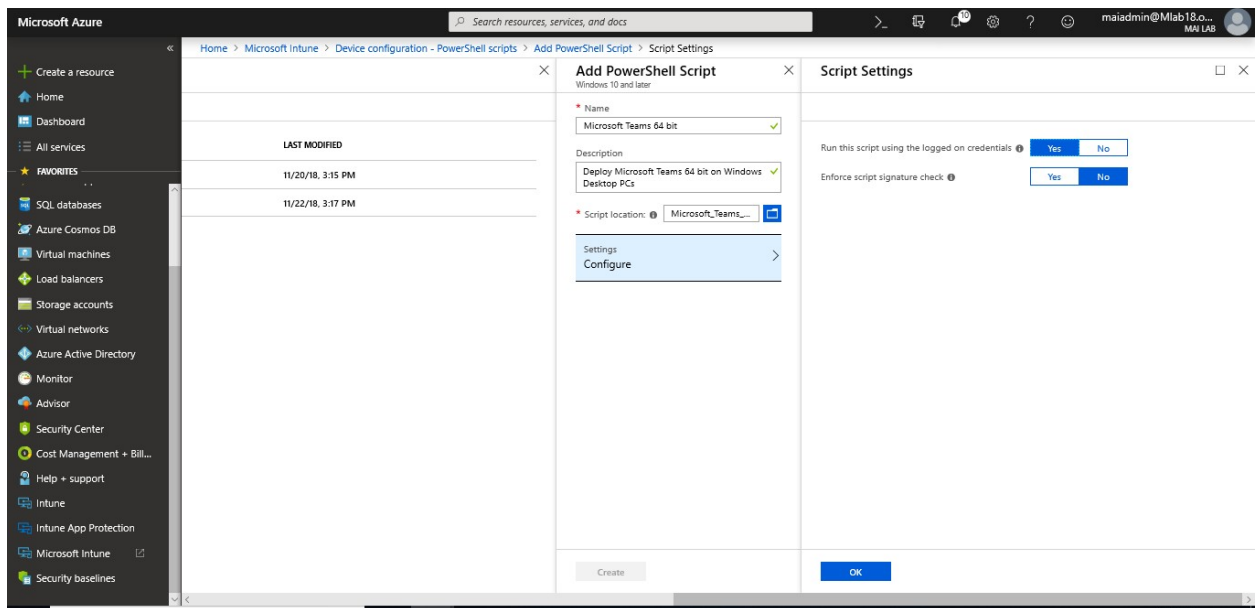 Microsoft Azure
Search resources, services, and docs
10
maiadmin@Mlab18.o...
MAI LAB
Home > Microsoft Intune > Device configuration - PowerShell scripts > Add PowerShell Script > Script Settings
Create a resource
Home
Dashboard
All services
FAVORITES
SQL databases
Azure Cosmos DB
Virtual machines
Load balancers
Storage accounts
Virtual networks
Azure Active Directory
Monitor
Advisor
Security Center
Cost Management + Bill...
Help + support
Intune
Intune App Protection
Microsoft Intune
Security baselines
LAST MODIFIED
11/20/18, 3:15 PM
11/22/18, 3:17 PM
Add PowerShell Script
Windows 10 and later
* Name
Microsoft Teams 64 bit
Description
Deploy Microsoft Teams 64 bit on Windows
Desktop PCs
* Script location: Microsoft_Teams_...
Settings
Configure
Create
Script Settings
Run this script using the logged on credentials Yes No
Enforce script signature check Yes No
OK